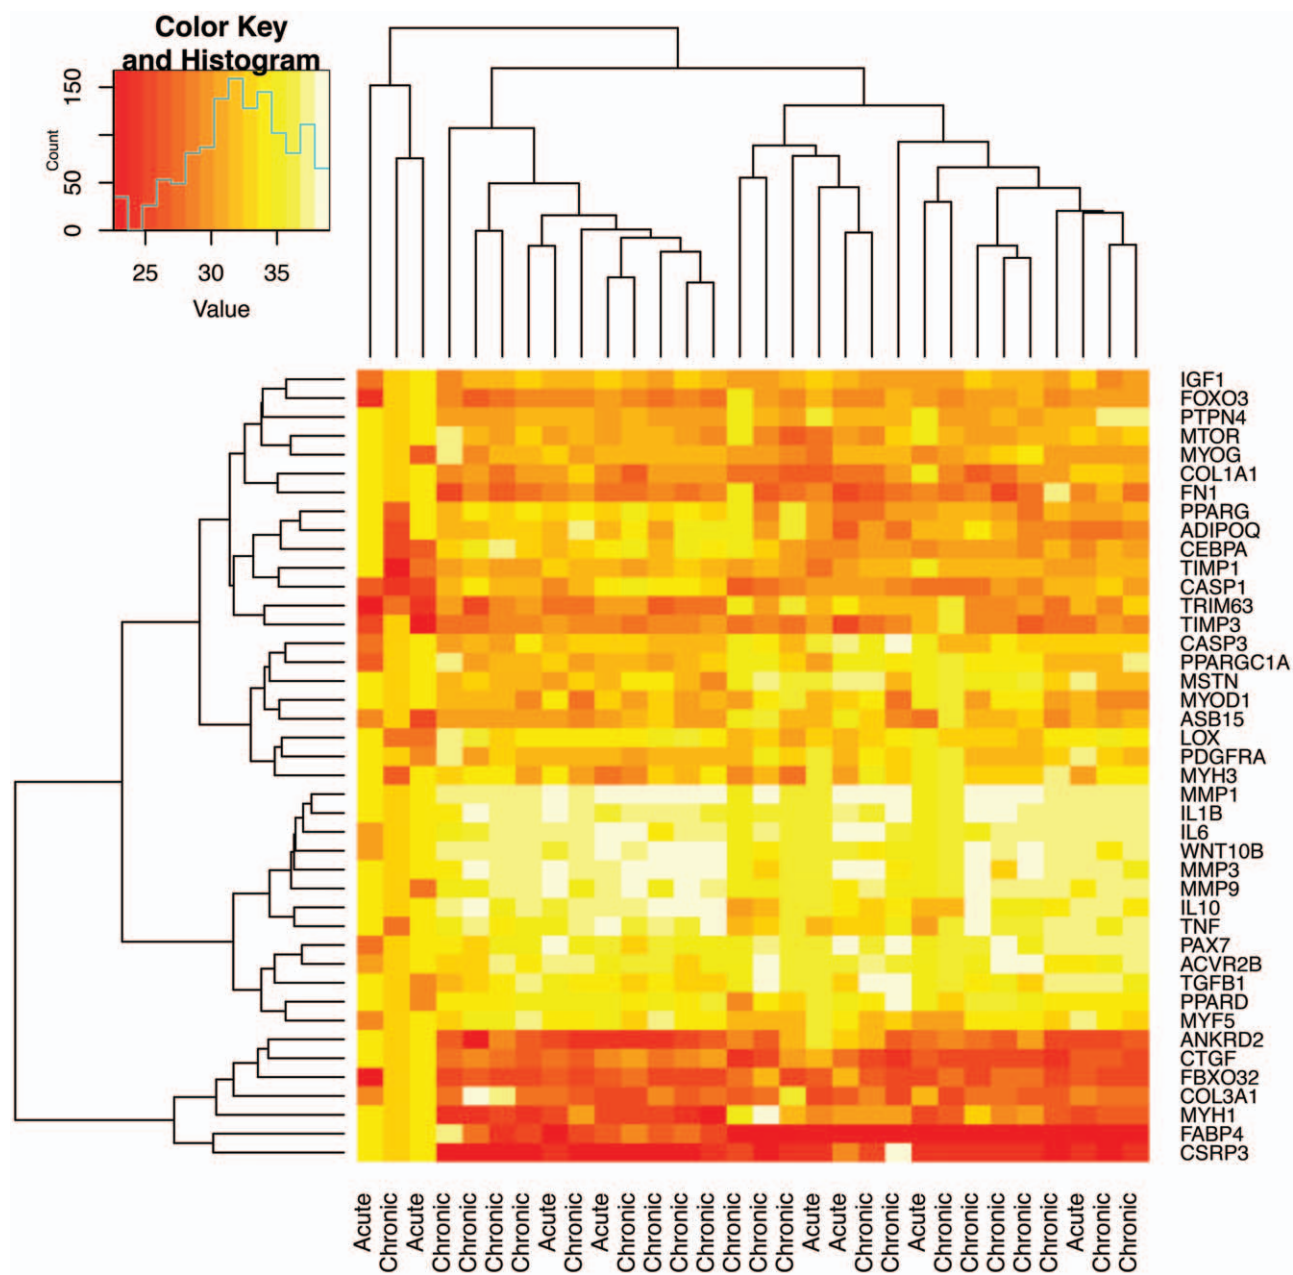 Color Key
and Histogram
Count
0
50
150
25
30
35
Value
IGF1
FOXO3
PTPN4
MTOR
MYOG
COL1A1
FN1
PPARG
ADIPOQ
CEBPA
TIMP1
CASP1
TRIM63
TIMP3
CASP3
PPARGC1A
MSTN
MYOD1
ASB15
LOX
PDGFRA
MYH3
MMP1
IL1B
IL6
WNT10B
MMP3
MMP9
IL10
TNF
PAX7
ACVR2B
TGFB1
PPARD
MYF5
ANKRD2
CTGF
FBXO32
COL3A1
MYH1
FABP4
CSRP3
Acute
Chronic
Acute
Chronic
Chronic
Chronic
Chronic
Acute
Chronic
Acute
Chronic
Chronic
Chronic
Chronic
Chronic
Chronic
Chronic
Acute
Acute
Chronic
Chronic
Acute
Chronic
Chronic
Chronic
Chronic
Chronic
Acute
Chronic
Chronic